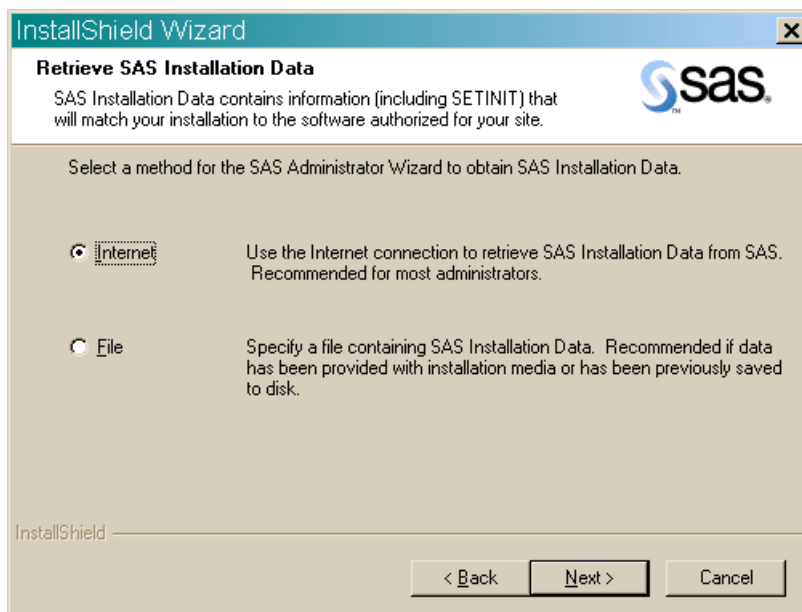 InstallShield Wizard
Retrieve SAS Installation Data
SAS Installation Data contains information (including SETINIT) that
will match your installation to the software authorized for your site.
sas.
TM
Select a method for the SAS Administrator Wizard to obtain SAS Installation Data.
Internet
Use the Internet connection to retrieve SAS Installation Data from SAS.
Recommended for most administrators.
File
Specify a file containing SAS Installation Data. Recommended if data
has been provided with installation media or has been previously saved
to disk.
InstallShield
< Back
Next >
Cancel